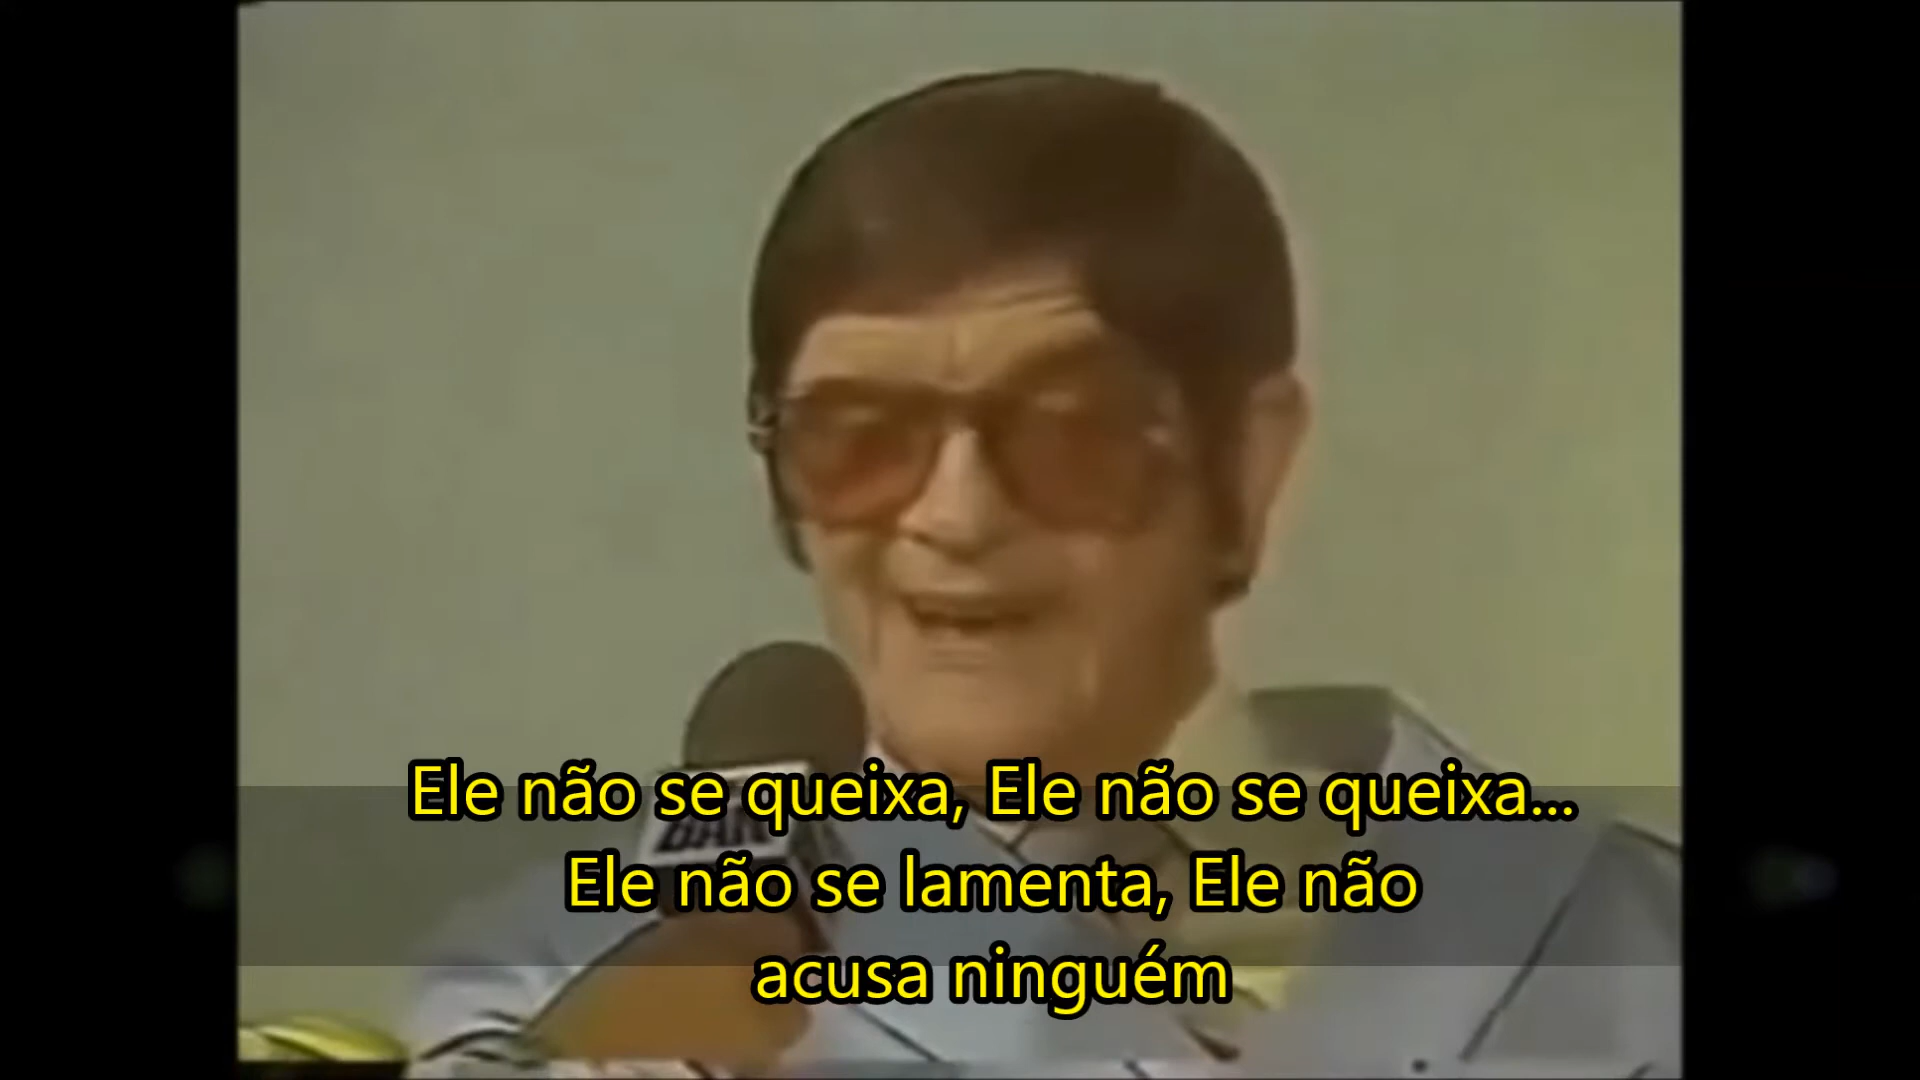 Ele não se queixa, Ele não se queixa...
Ele não se lamenta, Ele não
acusa ninguém